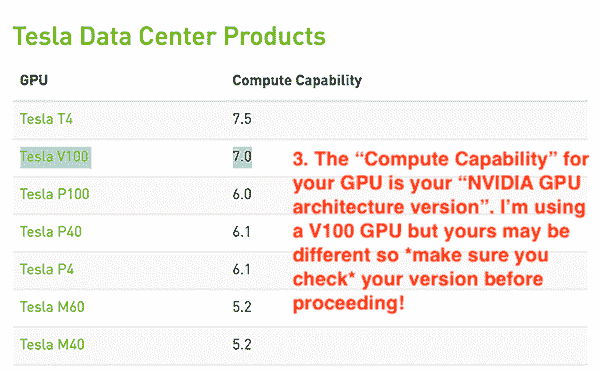 Tesla Data Center Products
GPU Compute Capability
Tesla T4 7.5
Tesla V100 7.0
Tesla P100 6.0
Tesla P40 6.1
Tesla P4 6.1
Tesla M60 5.2
Tesla M40 5.2
3. The “Compute Capability” for
your GPU is your “NVIDIA GPU
architecture version”. I’m using
a V100 GPU but yours may be
different so *make sure you
check* your version before
proceeding!